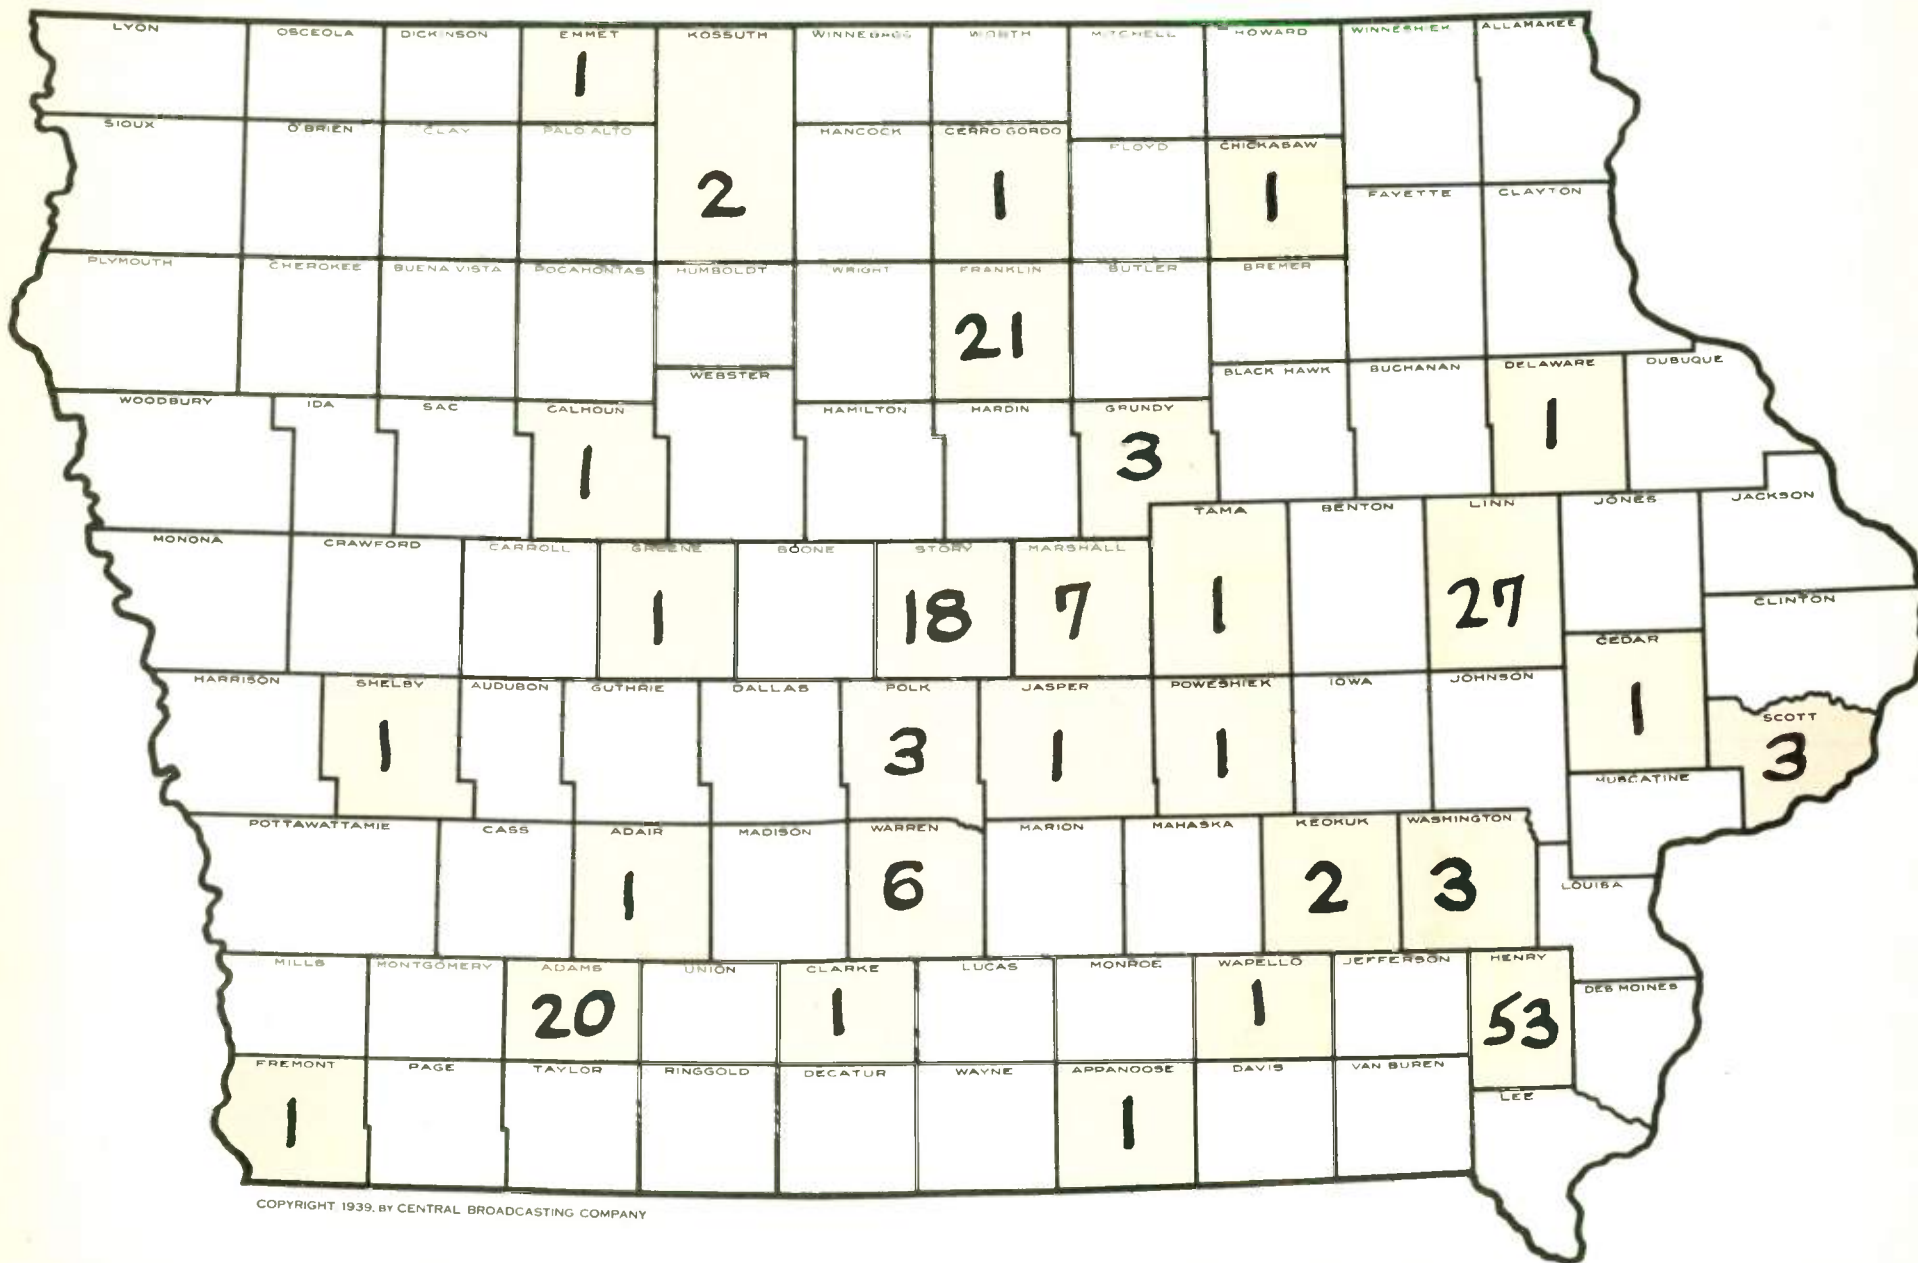 LYON OSCEOLA DICKINSON EMMET KOSSUTH WINNEBAGO WORTH MITCHELL HOWARD WINNESHIEK ALLAMAKEE
1
SIOUX O'BRIEN CLAY PALO ALTO HANCOCK CERRO GORDO FLOYD CHICKASAW
2 1 1
FAYETTE CLAYTON
PLYMOUTH CHEROKEE BUENA VISTA POCAHONTAS HUMBOLDT WRIGHT FRANKLIN BUTLER BREMER
21
WEBSTER BLACK HAWK BUCHANAN DELAWARE DUBUQUE
WOODBURY IDA SAC CALHOUN HAMILTON HARDIN GRUNDY
1 3 1
TAMA BENTON LINN JONES JACKSON
MONONA CRAWFORD CARROLL GREENE BOONE STORY MARSHALL
1 18 7 1 27
CLINTON
CEDAR
HARRISON SHELBY AUDUBON GUTHRIE DALLAS POLK JASPER POWESHIEK IOWA JOHNSON
SCOTT
1 3 1 1 1 3
MUSCATINE
POTTAWATTAMIE CASS ADAIR MADISON WARREN MARION MAHASKA KEOKUK WASHINGTON
1 6 2 3
LOUISA
MILLS MONTGOMERY ADAMS UNION CLARKE LUCAS MONROE WAPELLO JEFFERSON HENRY
DES MOINES
20 1 1 53
FREMONT PAGE TAYLOR RINGGOLD DECATUR WAYNE APPANOOSE DAVIS VAN BUREN
LEE
1 1
COPYRIGHT 1939, BY CENTRAL BROADCASTING COMPANY